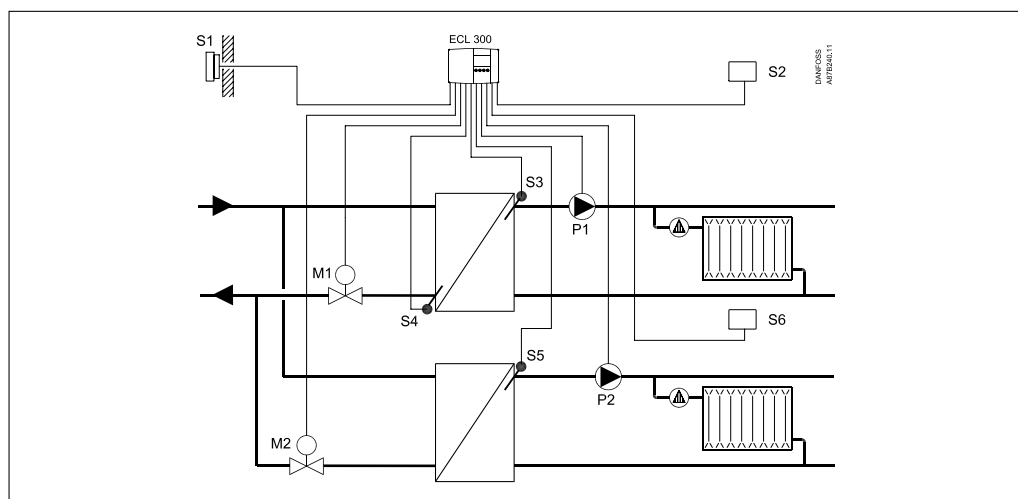 S1
ECL 300
S2
DANFOSS
A87B240.11
S3
P1
M1
S4
S6
S5
P2
M2